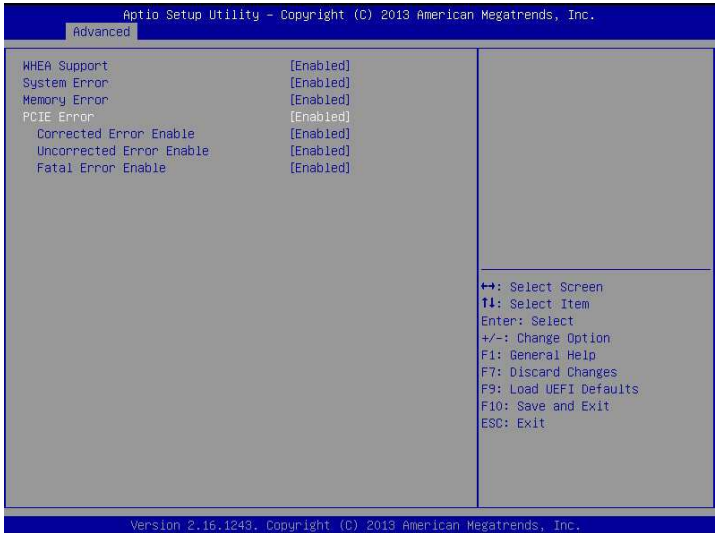 Aptio Setup Utility – Copyright (C) 2013 American Megatrends, Inc.
Advanced
WHEA Support [Enabled]
System Error [Enabled]
Memory Error [Enabled]
PCIE Error [Enabled]
Corrected Error Enable [Enabled]
Uncorrected Error Enable [Enabled]
Fatal Error Enable [Enabled]
↔: Select Screen
↑↓: Select Item
Enter: Select
+/-: Change Option
F1: General Help
F7: Discard Changes
F9: Load UEFI Defaults
F10: Save and Exit
ESC: Exit
Version 2.16.1243. Copyright (C) 2013 American Megatrends, Inc.